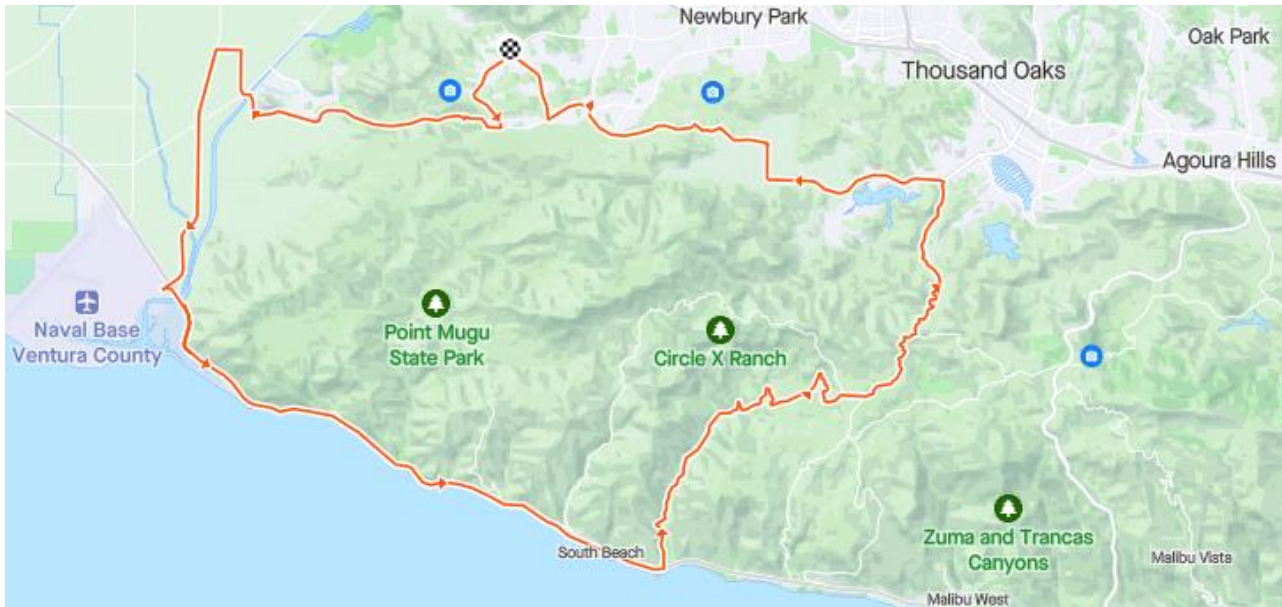 Newbury Park
Oak Park
Thousand Oaks
Agoura Hills
Naval Base
Ventura County
Point Mugu
State Park
Circle X Ranch
South Beach
Zuma and Trancas
Canyons
Malibu Vista
Malibu West